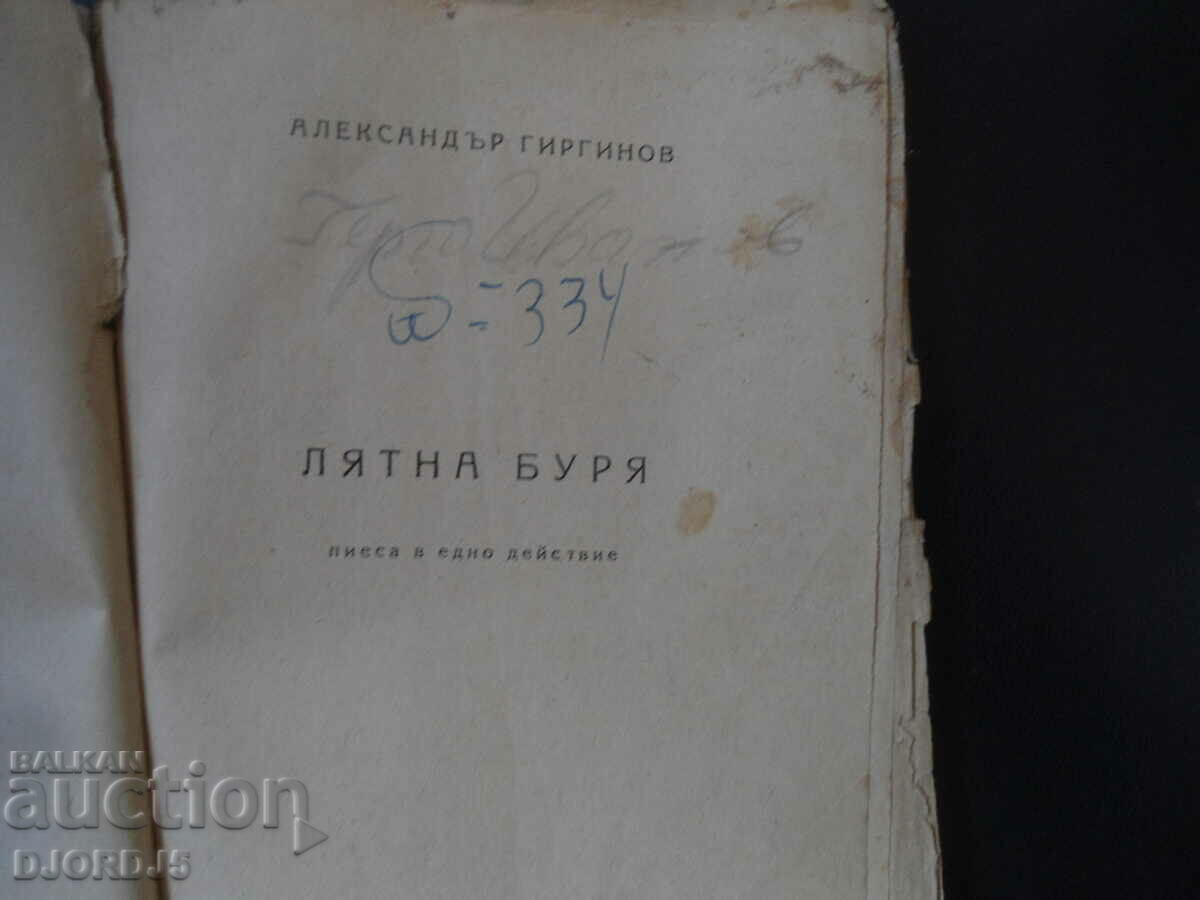 АЛЕКСАНДЪР ГИРГИНОВ
= 334
ЛЯТНА БУРЯ
пиеса в едно действие
BALKAN
auction
DJORDJ5